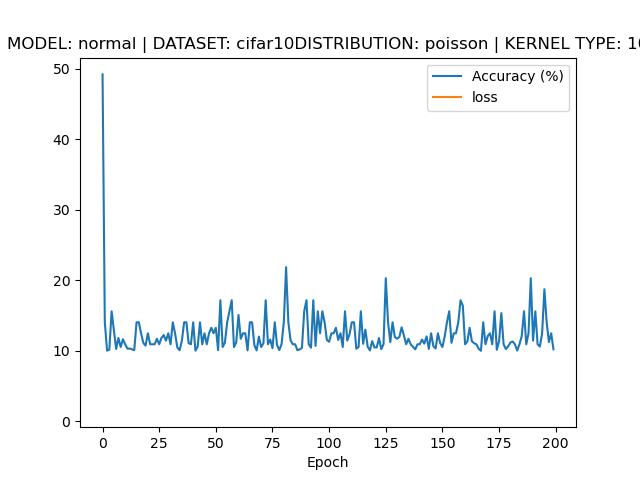 MODEL: normal | DATASET: cifar10DISTRIBUTION: poisson | KERNEL TYPE: 1
Accuracy (%)
loss
50
40
30
20
10
0
0 25 50 75 100 125 150 175 200
Epoch